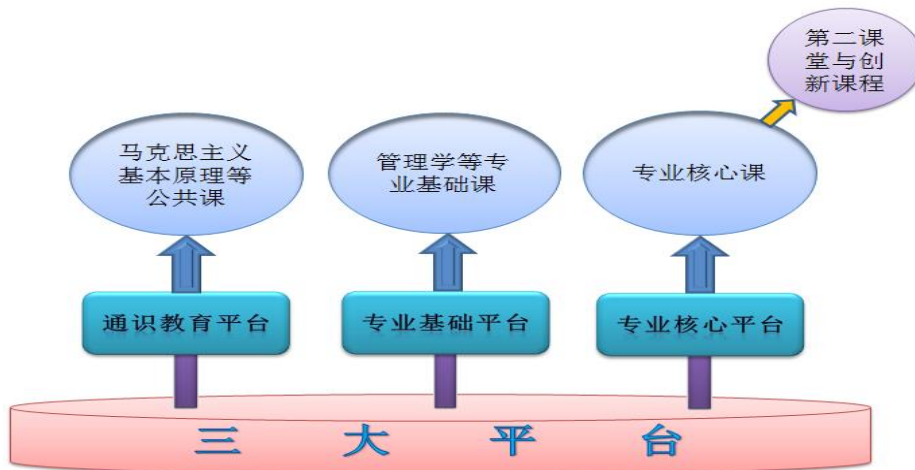 第二课
堂与创
新课程
马克思主义
基本原理等
公共课
管理学等专
业基础课
专业核心课
通识教育平台
专业基础平台
专业核心平台
三大平台